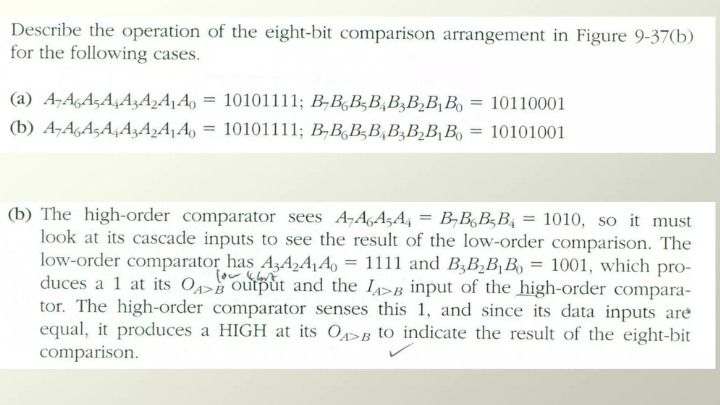 Describe the operation of the eight-bit comparison arrangement in Figure 9-37(b)
for the following cases.
(a) A₇A₆A₅A₄A₃A₂A₁A₀ = 10101111; B₇B₆B₅B₄B₃B₂B₁B₀ = 10110001
(b) A₇A₆A₅A₄A₃A₂A₁A₀ = 10101111; B₇B₆B₅B₄B₃B₂B₁B₀ = 10101001
(b) The high-order comparator sees A₇A₆A₅A₄ = B₇B₆B₅B₄ = 1010, so it must
look at its cascade inputs to see the result of the low-order comparison. The
low-order comparator has A₃A₂A₁A₀ = 1111 and B₃B₂B₁B₀ = 1001, which pro-
low
duces a 1 at its O_A>B output and the I_A>B input of the high-order compara-
tor. The high-order comparator senses this 1, and since its data inputs are
equal, it produces a HIGH at its O_A>B to indicate the result of the eight-bit
comparison.